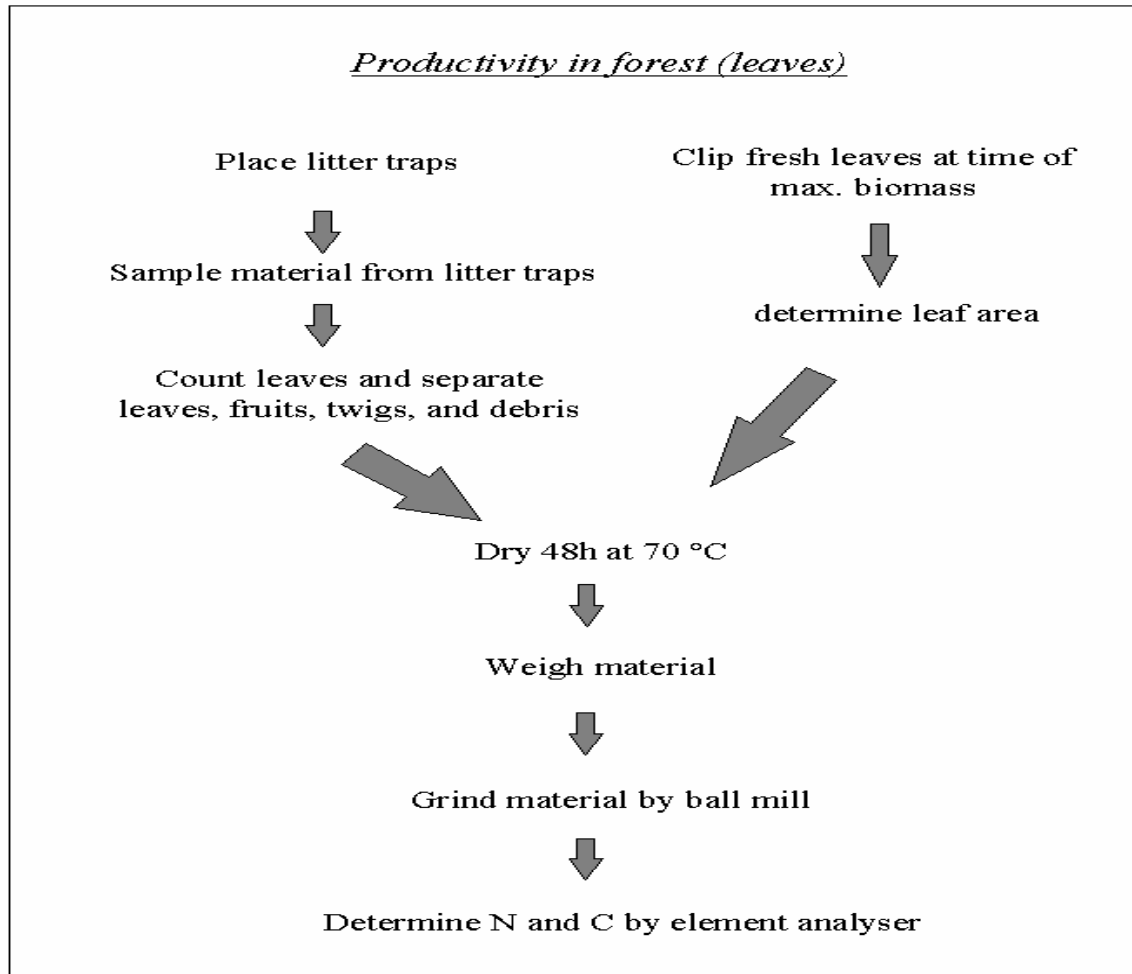 Productivity in forest (leaves)
Place litter traps
Sample material from litter traps
Count leaves and separate
leaves, fruits, twigs, and debris
Clip fresh leaves at time of
max. biomass
determine leaf area
Dry 48h at 70 °C
Weigh material
Grind material by ball mill
Determine N and C by element analyser